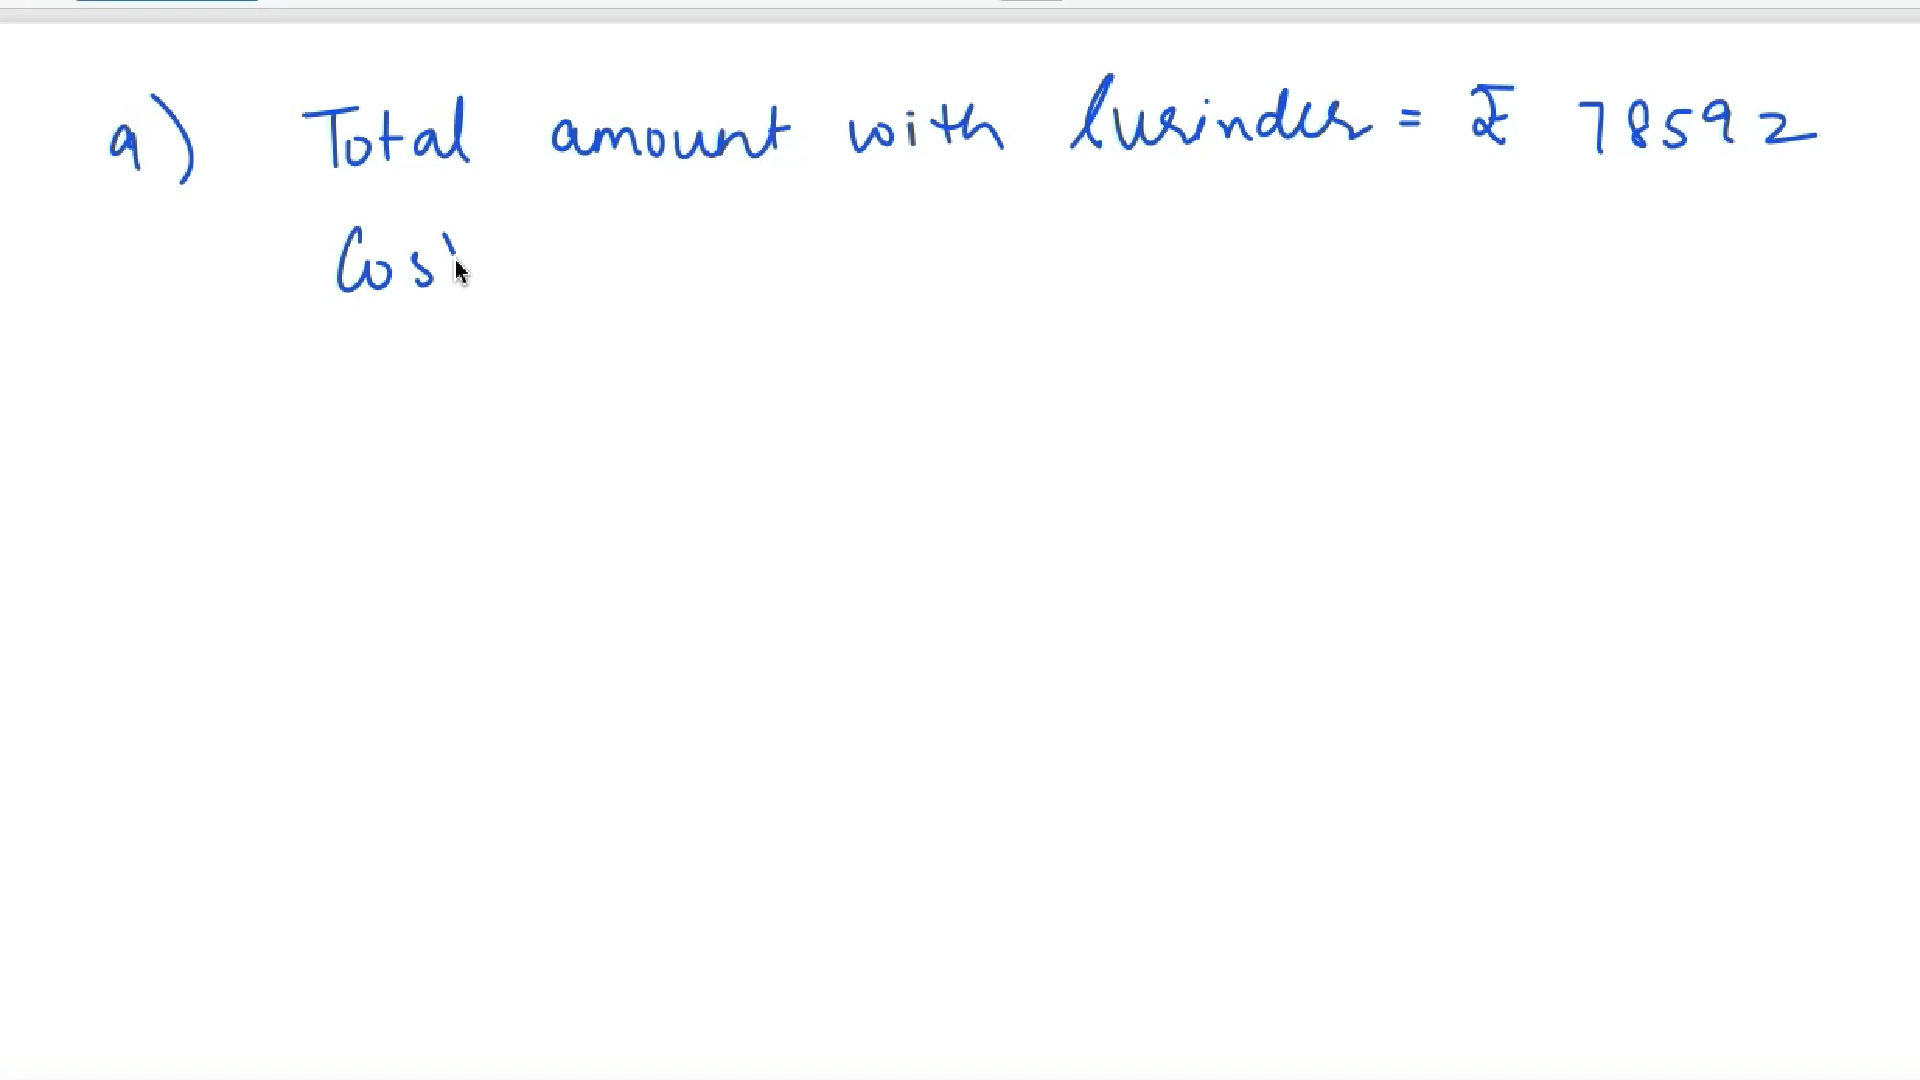 a) Total amount with lurinder = ₹ 78592
Cos